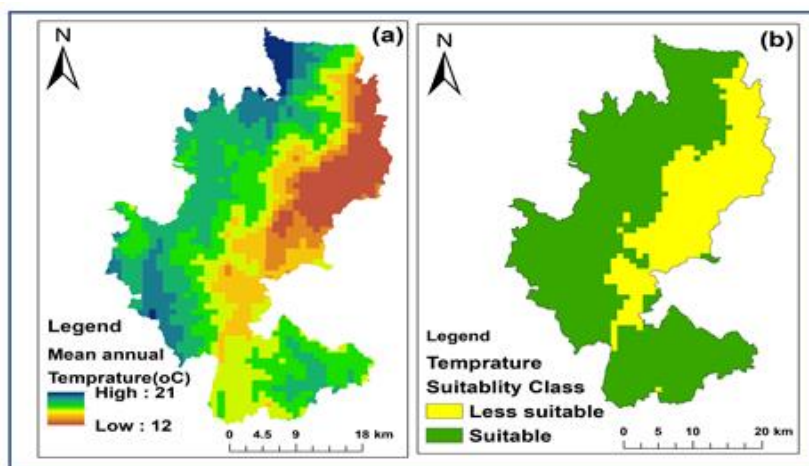 N
(a)
Legend
Mean annual
Temprature(oC)
High : 21
Low : 12
0 4.5 9 18 km
N
(b)
Legend
Temprature
Suitablity Class
Less suitable
Suitable
0 5 10 20 km